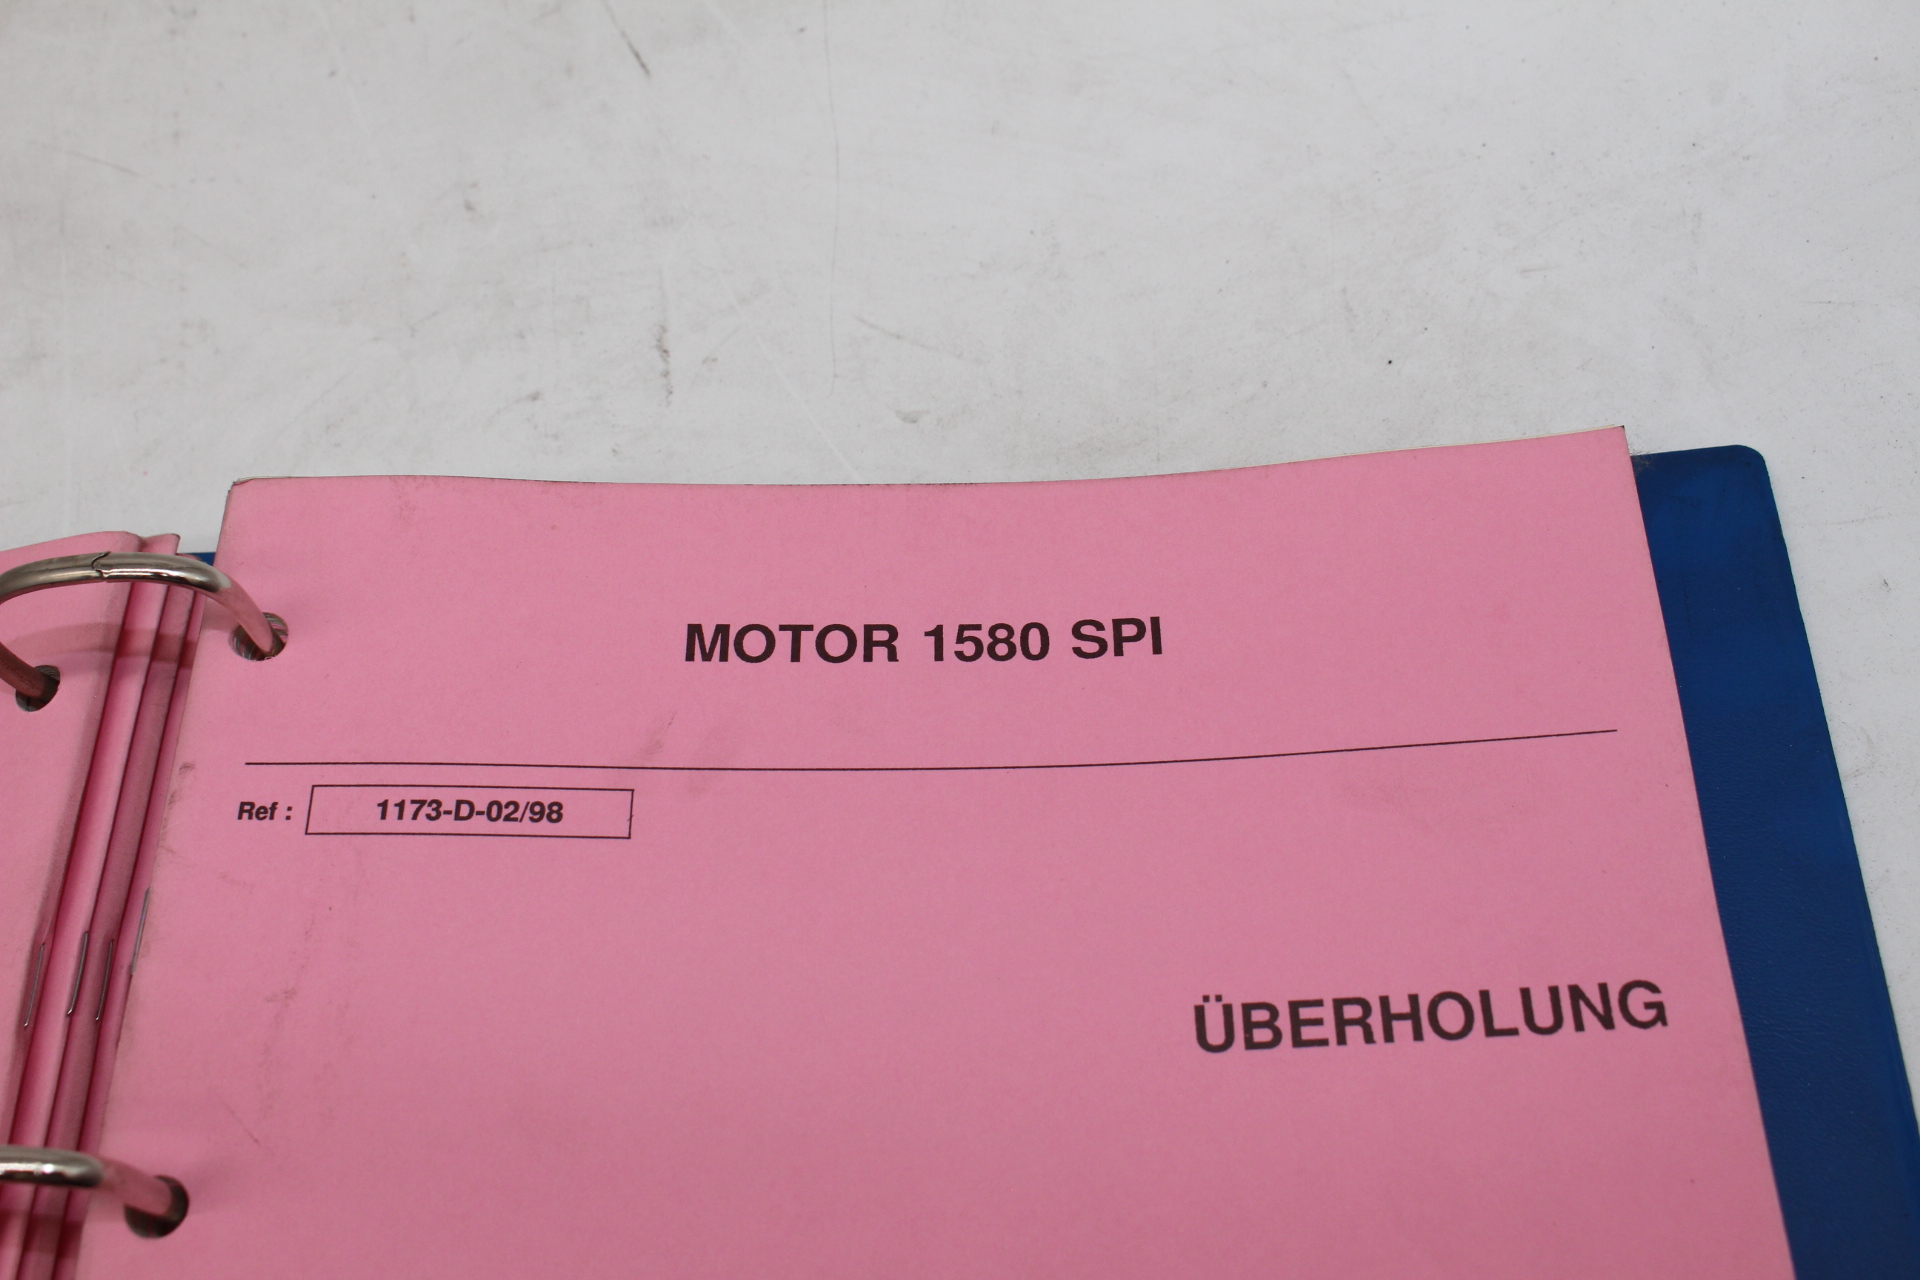 MOTOR 1580 SPI
Ref : 1173-D-02/98
ÜBERHOLUNG